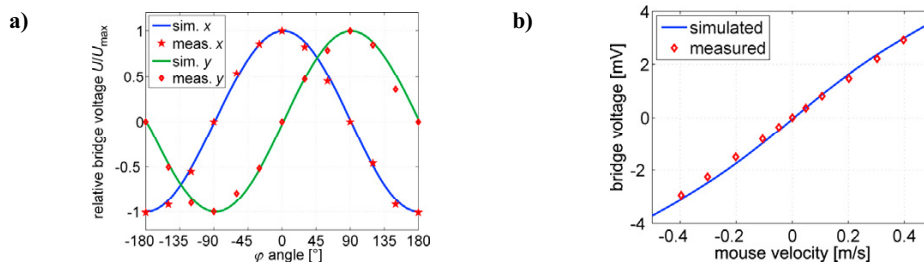 a)
sim. x
meas. x
sim. y
meas. y
relative bridge voltage U/Umax
1
0.5
0
-0.5
-1
-180 -135 -90 -45 0 45 90 135 180
φ angle [°]
b)
simulated
measured
bridge voltage [mV]
4
2
0
-2
-4
-0.4 -0.2 0 0.2 0.4
mouse velocity [m/s]